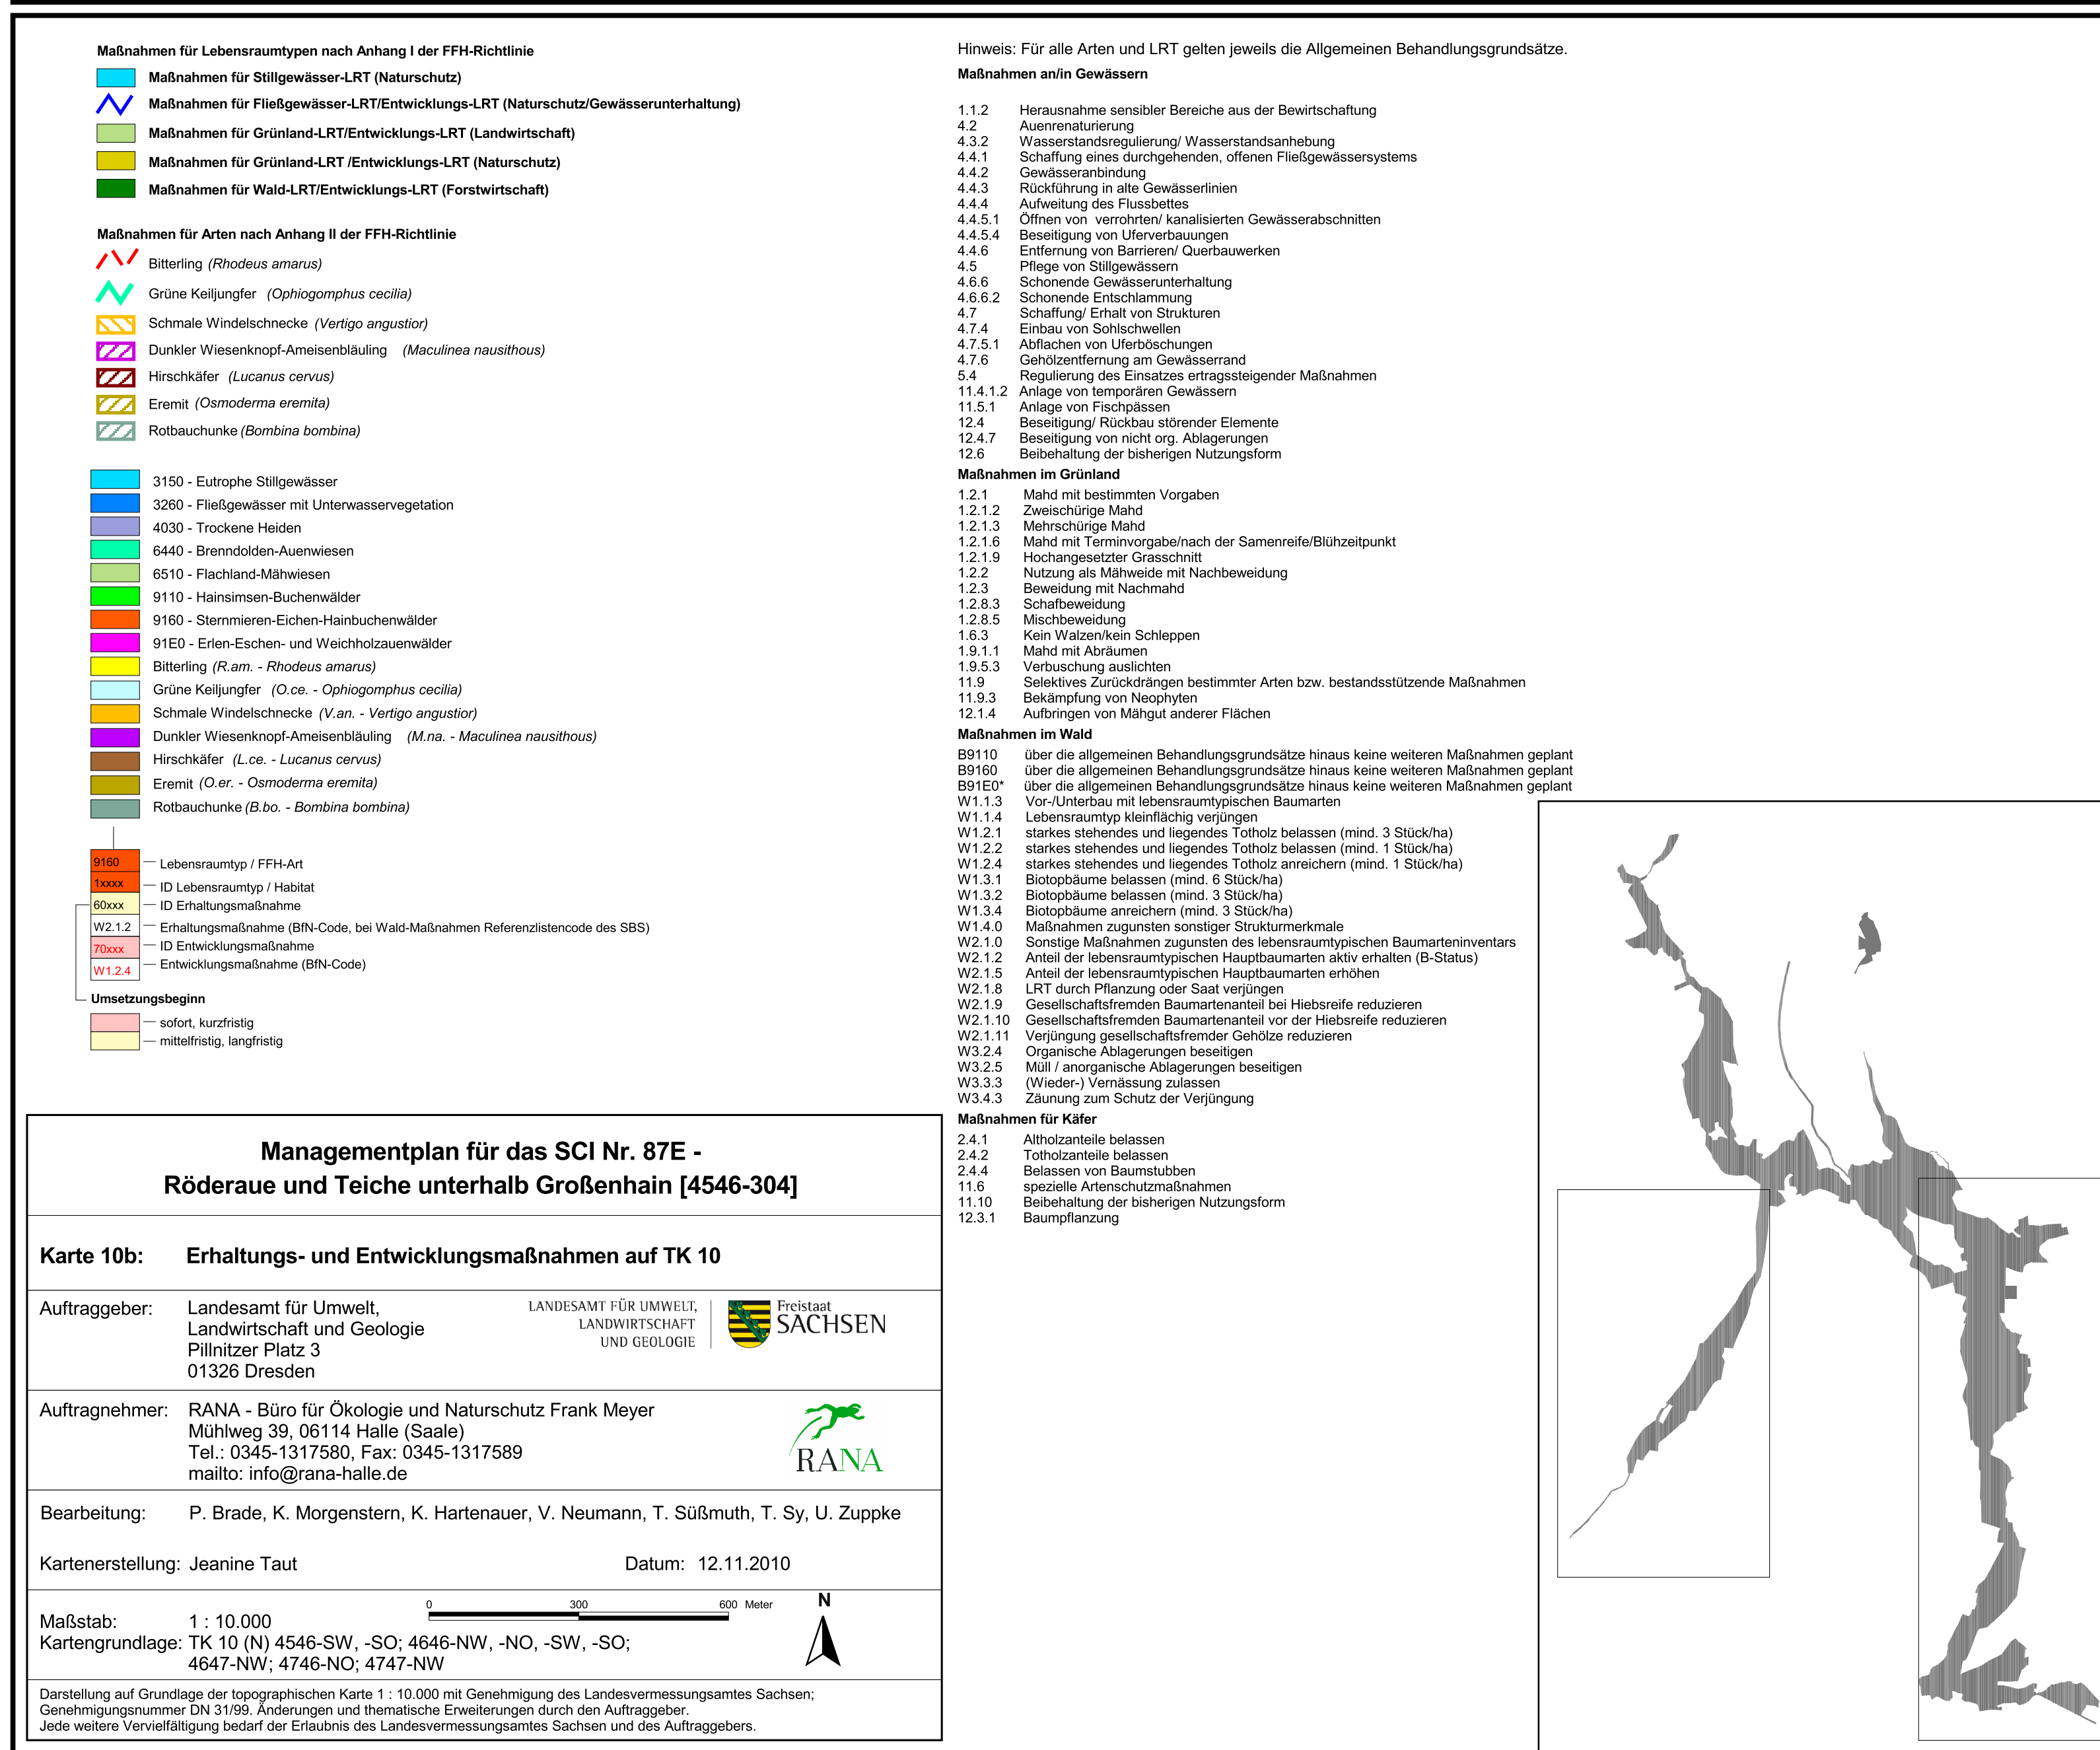 Maßnahmen für Lebensraumtypen nach Anhang I der FFH-Richtlinie
Maßnahmen für Stillgewässer-LRT (Naturschutz)
Maßnahmen für Fließgewässer-LRT/Entwicklungs-LRT (Naturschutz/Gewässerunterhaltung)
Maßnahmen für Grünland-LRT/Entwicklungs-LRT (Landwirtschaft)
Maßnahmen für Grünland-LRT /Entwicklungs-LRT (Naturschutz)
Maßnahmen für Wald-LRT/Entwicklungs-LRT (Forstwirtschaft)
Maßnahmen für Arten nach Anhang II der FFH-Richtlinie
Bitterling (Rhodeus amarus)
Grüne Keiljungfer (Ophiogomphus cecilia)
Schmale Windelschnecke (Vertigo angustior)
Dunkler Wiesenknopf-Ameisenbläuling (Maculinea nausithous)
Hirschkäfer (Lucanus cervus)
Eremit (Osmoderma eremita)
Rotbauchunke (Bombina bombina)
3150 - Eutrophe Stillgewässer
3260 - Fließgewässer mit Unterwasservegetation
4030 - Trockene Heiden
6440 - Brenndolden-Auenwiesen
6510 - Flachland-Mähwiesen
9110 - Hainsimsen-Buchenwälder
9160 - Sternmieren-Eichen-Hainbuchenwälder
91E0 - Erlen-Eschen- und Weichholzauenwälder
Bitterling (R.am. - Rhodeus amarus)
Grüne Keiljungfer (O.ce. - Ophiogomphus cecilia)
Schmale Windelschnecke (V.an. - Vertigo angustior)
Dunkler Wiesenknopf-Ameisenbläuling (M.na. - Maculinea nausithous)
Hirschkäfer (L.ce. - Lucanus cervus)
Eremit (O.er. - Osmoderma eremita)
Rotbauchunke (B.bo. - Bombina bombina)
9160 Lebensraumtyp / FFH-Art
1xxxx ID Lebensraumtyp / Habitat
60xxx ID Erhaltungsmaßnahme
W2.1.2 Erhaltungsmaßnahme (BfN-Code, bei Wald-Maßnahmen Referenzlistencode des SBS)
70xxx ID Entwicklungsmaßnahme
W1.2.4 Entwicklungsmaßnahme (BfN-Code)
Umsetzungsbeginn
sofort, kurzfristig
mittelfristig, langfristig
Hinweis: Für alle Arten und LRT gelten jeweils die Allgemeinen Behandlungsgrundsätze.
Maßnahmen an/in Gewässern
1.1.2 Herausnahme sensibler Bereiche aus der Bewirtschaftung
4.2 Auenrenaturierung
4.3.2 Wasserstandsregulierung/ Wasserstandsanhebung
4.4.1 Schaffung eines durchgehenden, offenen Fließgewässersystems
4.4.2 Gewässeranbindung
4.4.3 Rückführung in alte Gewässerlinien
4.4.4 Aufweitung des Flussbettes
4.4.5.1 Öffnen von verrohrten/ kanalisierten Gewässerabschnitten
4.4.5.4 Beseitigung von Uferverbauungen
4.4.6 Entfernung von Barrieren/ Querbauwerken
4.5 Pflege von Stillgewässern
4.6.6 Schonende Gewässerunterhaltung
4.6.6.2 Schonende Entschlammung
4.7 Schaffung/ Erhalt von Strukturen
4.7.4 Einbau von Sohlschwellen
4.7.5.1 Abflachen von Uferböschungen
4.7.6 Gehölzentfernung am Gewässerrand
5.4 Regulierung des Einsatzes ertragssteigender Maßnahmen
11.4.1.2 Anlage von temporären Gewässern
11.5.1 Anlage von Fischpässen
12.4 Beseitigung/ Rückbau störender Elemente
12.4.7 Beseitigung von nicht org. Ablagerungen
12.6 Beibehaltung der bisherigen Nutzungsform
Maßnahmen im Grünland
1.2.1 Mahd mit bestimmten Vorgaben
1.2.1.2 Zweischürige Mahd
1.2.1.3 Mehrschürige Mahd
1.2.1.6 Mahd mit Terminvorgabe/nach der Samenreife/Blühzeitpunkt
1.2.1.9 Hochangesetzter Grasschnitt
1.2.2 Nutzung als Mähweide mit Nachbeweidung
1.2.3 Beweidung mit Nachmahd
1.2.8.3 Schafbeweidung
1.2.8.5 Mischbeweidung
1.6.3 Kein Walzen/kein Schleppen
1.9.1.1 Mahd mit Abräumen
1.9.5.3 Verbuschung auslichten
11.9 Selektives Zurückdrängen bestimmter Arten bzw. bestandsstützende Maßnahmen
11.9.3 Bekämpfung von Neophyten
12.1.4 Aufbringen von Mähgut anderer Flächen
Maßnahmen im Wald
B9110 über die allgemeinen Behandlungsgrundsätze hinaus keine weiteren Maßnahmen geplant
B9160 über die allgemeinen Behandlungsgrundsätze hinaus keine weiteren Maßnahmen geplant
B91E0* über die allgemeinen Behandlungsgrundsätze hinaus keine weiteren Maßnahmen geplant
W1.1.3 Vor-/Unterbau mit lebensraumtypischen Baumarten
W1.1.4 Lebensraumtyp kleinflächig verjüngen
W1.2.1 starkes stehendes und liegendes Totholz belassen (mind. 3 Stück/ha)
W1.2.2 starkes stehendes und liegendes Totholz belassen (mind. 1 Stück/ha)
W1.2.4 starkes stehendes und liegendes Totholz anreichern (mind. 1 Stück/ha)
W1.3.1 Biotopbäume belassen (mind. 6 Stück/ha)
W1.3.2 Biotopbäume belassen (mind. 3 Stück/ha)
W1.3.4 Biotopbäume anreichern (mind. 3 Stück/ha)
W1.4.0 Maßnahmen zugunsten sonstiger Strukturmerkmale
W2.1.0 Sonstige Maßnahmen zugunsten des lebensraumtypischen Baumarteninventars
W2.1.2 Anteil der lebensraumtypischen Hauptbaumarten aktiv erhalten (B-Status)
W2.1.5 Anteil der lebensraumtypischen Hauptbaumarten erhöhen
W2.1.8 LRT durch Pflanzung oder Saat verjüngen
W2.1.9 Gesellschaftsfremden Baumartenanteil bei Hiebsreife reduzieren
W2.1.10 Gesellschaftsfremden Baumartenanteil vor der Hiebsreife reduzieren
W2.1.11 Verjüngung gesellschaftsfremder Gehölze reduzieren
W3.2.4 Organische Ablagerungen beseitigen
W3.2.5 Müll / anorganische Ablagerungen beseitigen
W3.3.3 (Wieder-) Vernässung zulassen
W3.4.3 Zäunung zum Schutz der Verjüngung
Maßnahmen für Käfer
2.4.1 Altholzanteile belassen
2.4.2 Totholzanteile belassen
2.4.4 Belassen von Baumstubben
11.6 spezielle Artenschutzmaßnahmen
11.10 Beibehaltung der bisherigen Nutzungsform
12.3.1 Baumpflanzung
Managementplan für das SCI Nr. 87E -
Röderaue und Teiche unterhalb Großenhain [4546-304]
Karte 10b: Erhaltungs- und Entwicklungsmaßnahmen auf TK 10
Auftraggeber: Landesamt für Umwelt,
Landwirtschaft und Geologie
Pillnitzer Platz 3
01326 Dresden
LANDESAMT FÜR UMWELT,
LANDWIRTSCHAFT
UND GEOLOGIE
Freistaat
SACHSEN
Auftragnehmer: RANA - Büro für Ökologie und Naturschutz Frank Meyer
Mühlweg 39, 06114 Halle (Saale)
Tel.: 0345-1317580, Fax: 0345-1317589
mailto: info@rana-halle.de
RANA
Bearbeitung: P. Brade, K. Morgenstern, K. Hartenauer, V. Neumann, T. Süßmuth, T. Sy, U. Zuppke
Kartenerstellung: Jeanine Taut Datum: 12.11.2010
0 300 600 Meter N
Maßstab: 1 : 10.000
Kartengrundlage: TK 10 (N) 4546-SW, -SO; 4646-NW, -NO, -SW, -SO;
4647-NW; 4746-NO; 4747-NW
Darstellung auf Grundlage der topographischen Karte 1 : 10.000 mit Genehmigung des Landesvermessungsamtes Sachsen;
Genehmigungsnummer DN 31/99. Änderungen und thematische Erweiterungen durch den Auftraggeber.
Jede weitere Vervielfältigung bedarf der Erlaubnis des Landesvermessungsamtes Sachsen und des Auftraggebers.